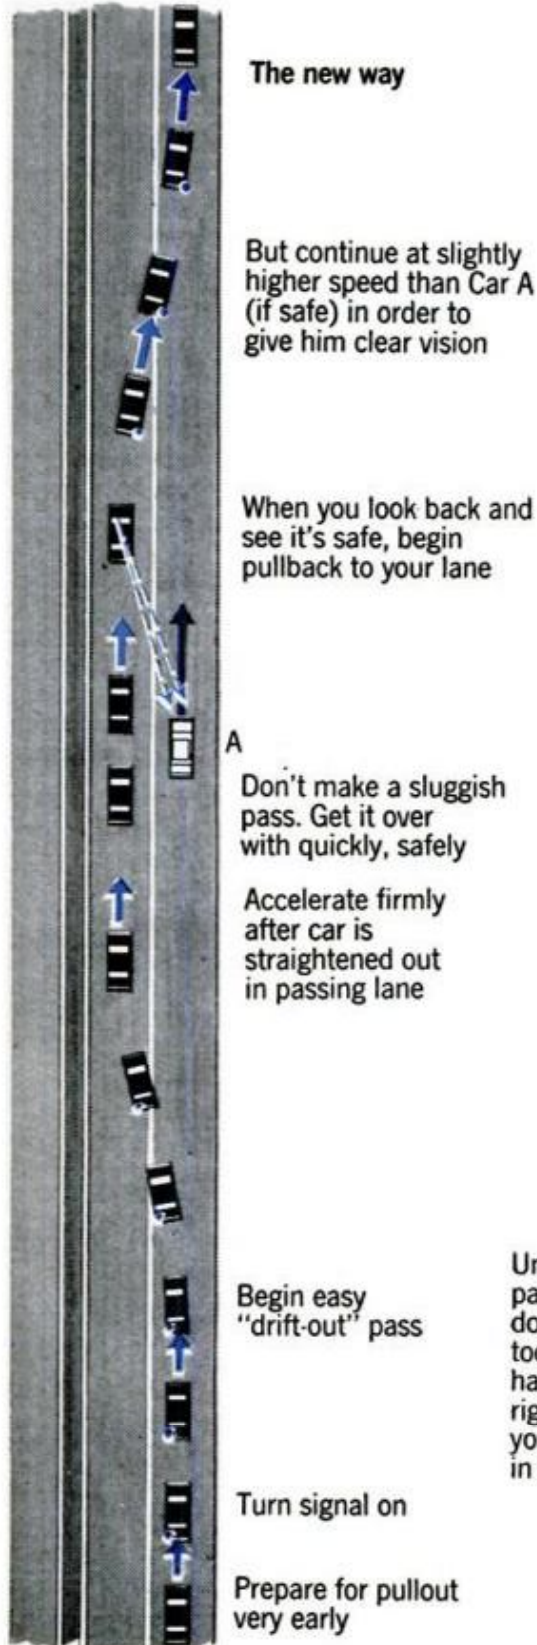 The new way
But continue at slightly
higher speed than Car A
(if safe) in order to
give him clear vision
When you look back and
see it's safe, begin
pullback to your lane
A
Don't make a sluggish
pass. Get it over
with quickly, safely
Accelerate firmly
after car is
straightened out
in passing lane
Begin easy
"drift-out" pass
Turn signal on
Prepare for pullout
very early
in